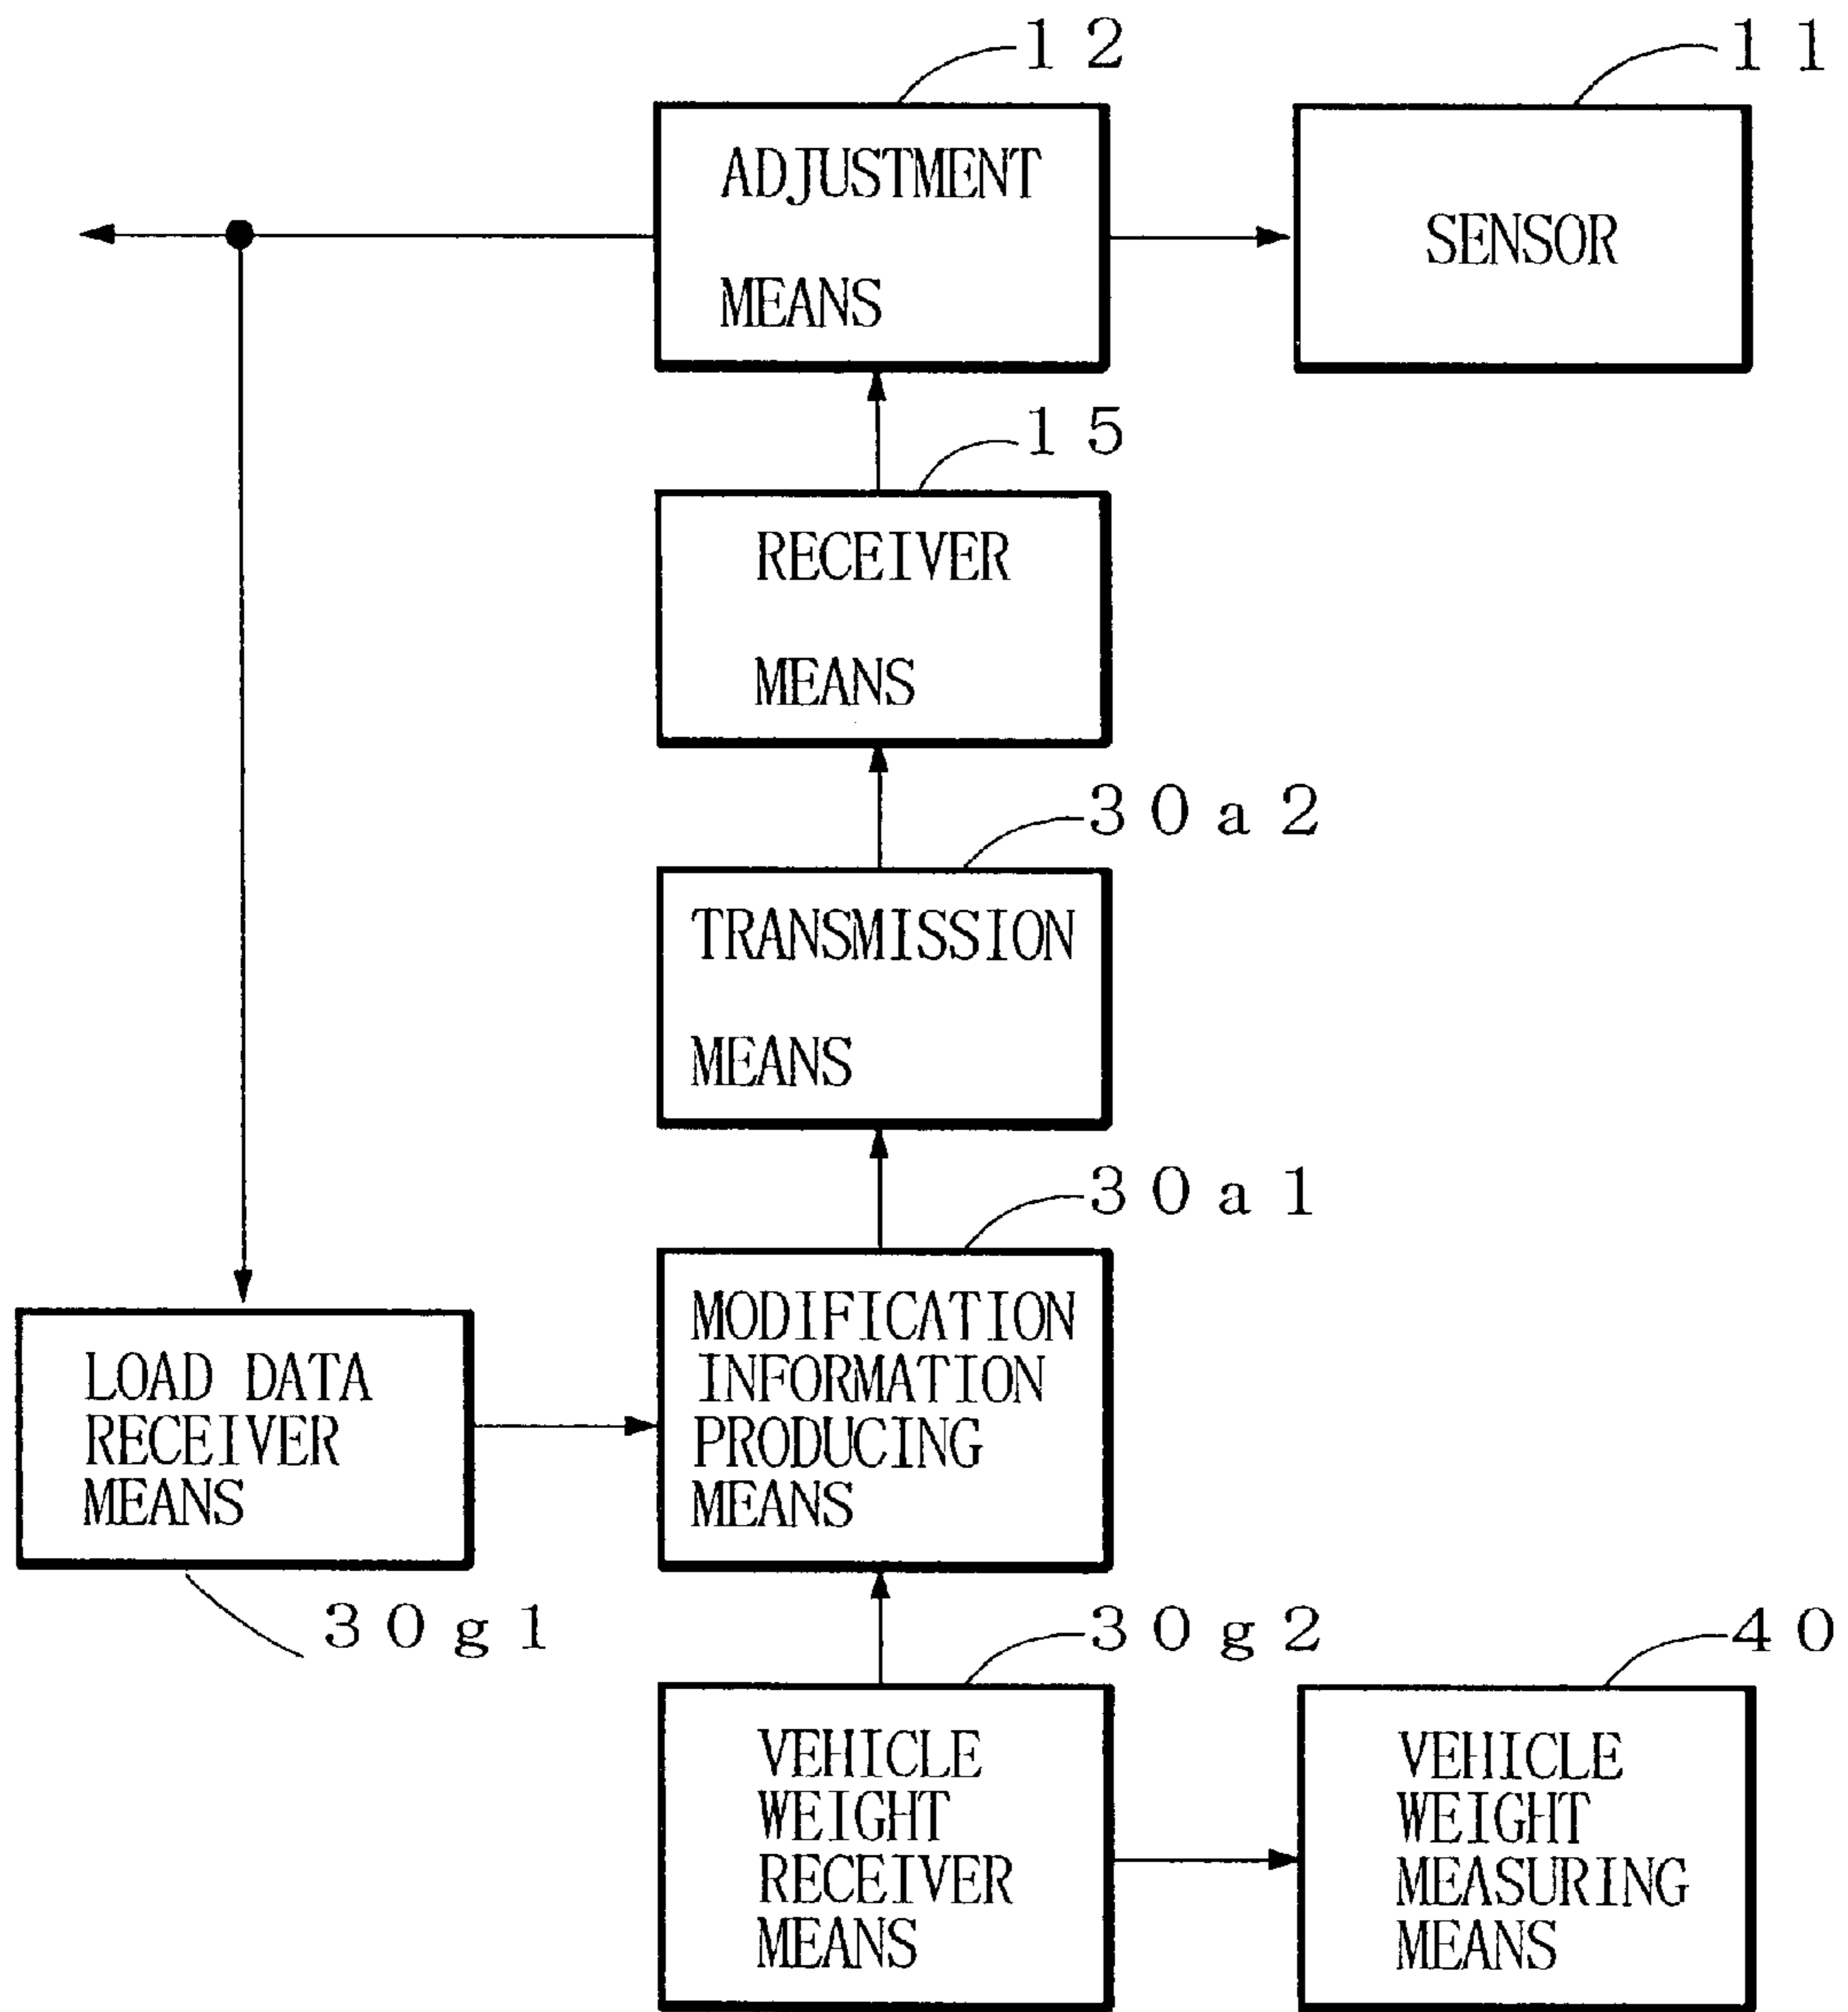 12
11
ADJUSTMENT
MEANS
SENSOR
15
RECEIVER
MEANS
30a2
TRANSMISSION
MEANS
30a1
MODIFICATION
INFORMATION
PRODUCING
MEANS
LOAD DATA
RECEIVER
MEANS
30g1
30g2
40
VEHICLE
WEIGHT
RECEIVER
MEANS
VEHICLE
WEIGHT
MEASURING
MEANS